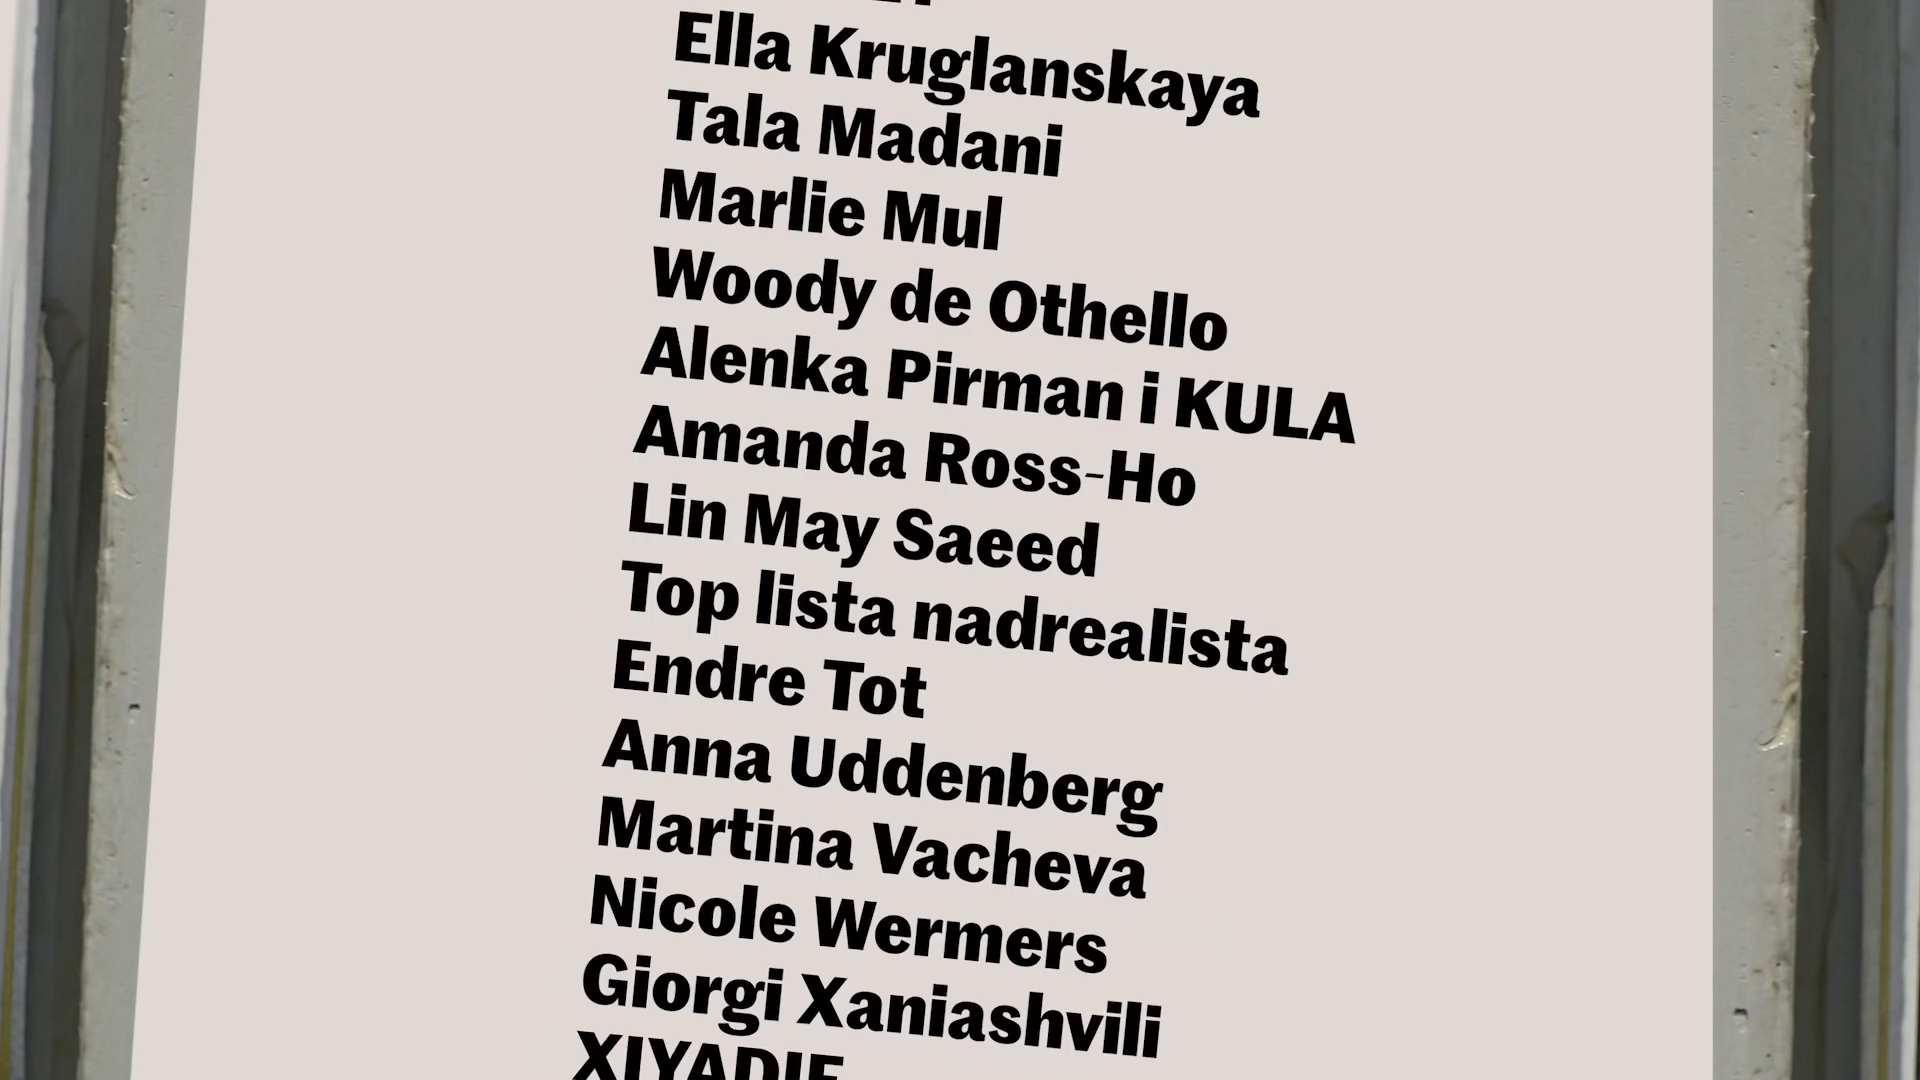 Ella Kruglanskaya
Tala Madani
Marlie Mul
Woody de Othello
Alenka Pirman i KULA
Amanda Ross-Ho
Lin May Saeed
Top lista nadrealista
Endre Tot
Anna Uddenberg
Martina Vacheva
Nicole Wermers
Giorgi Xaniashvili
XIYADIE